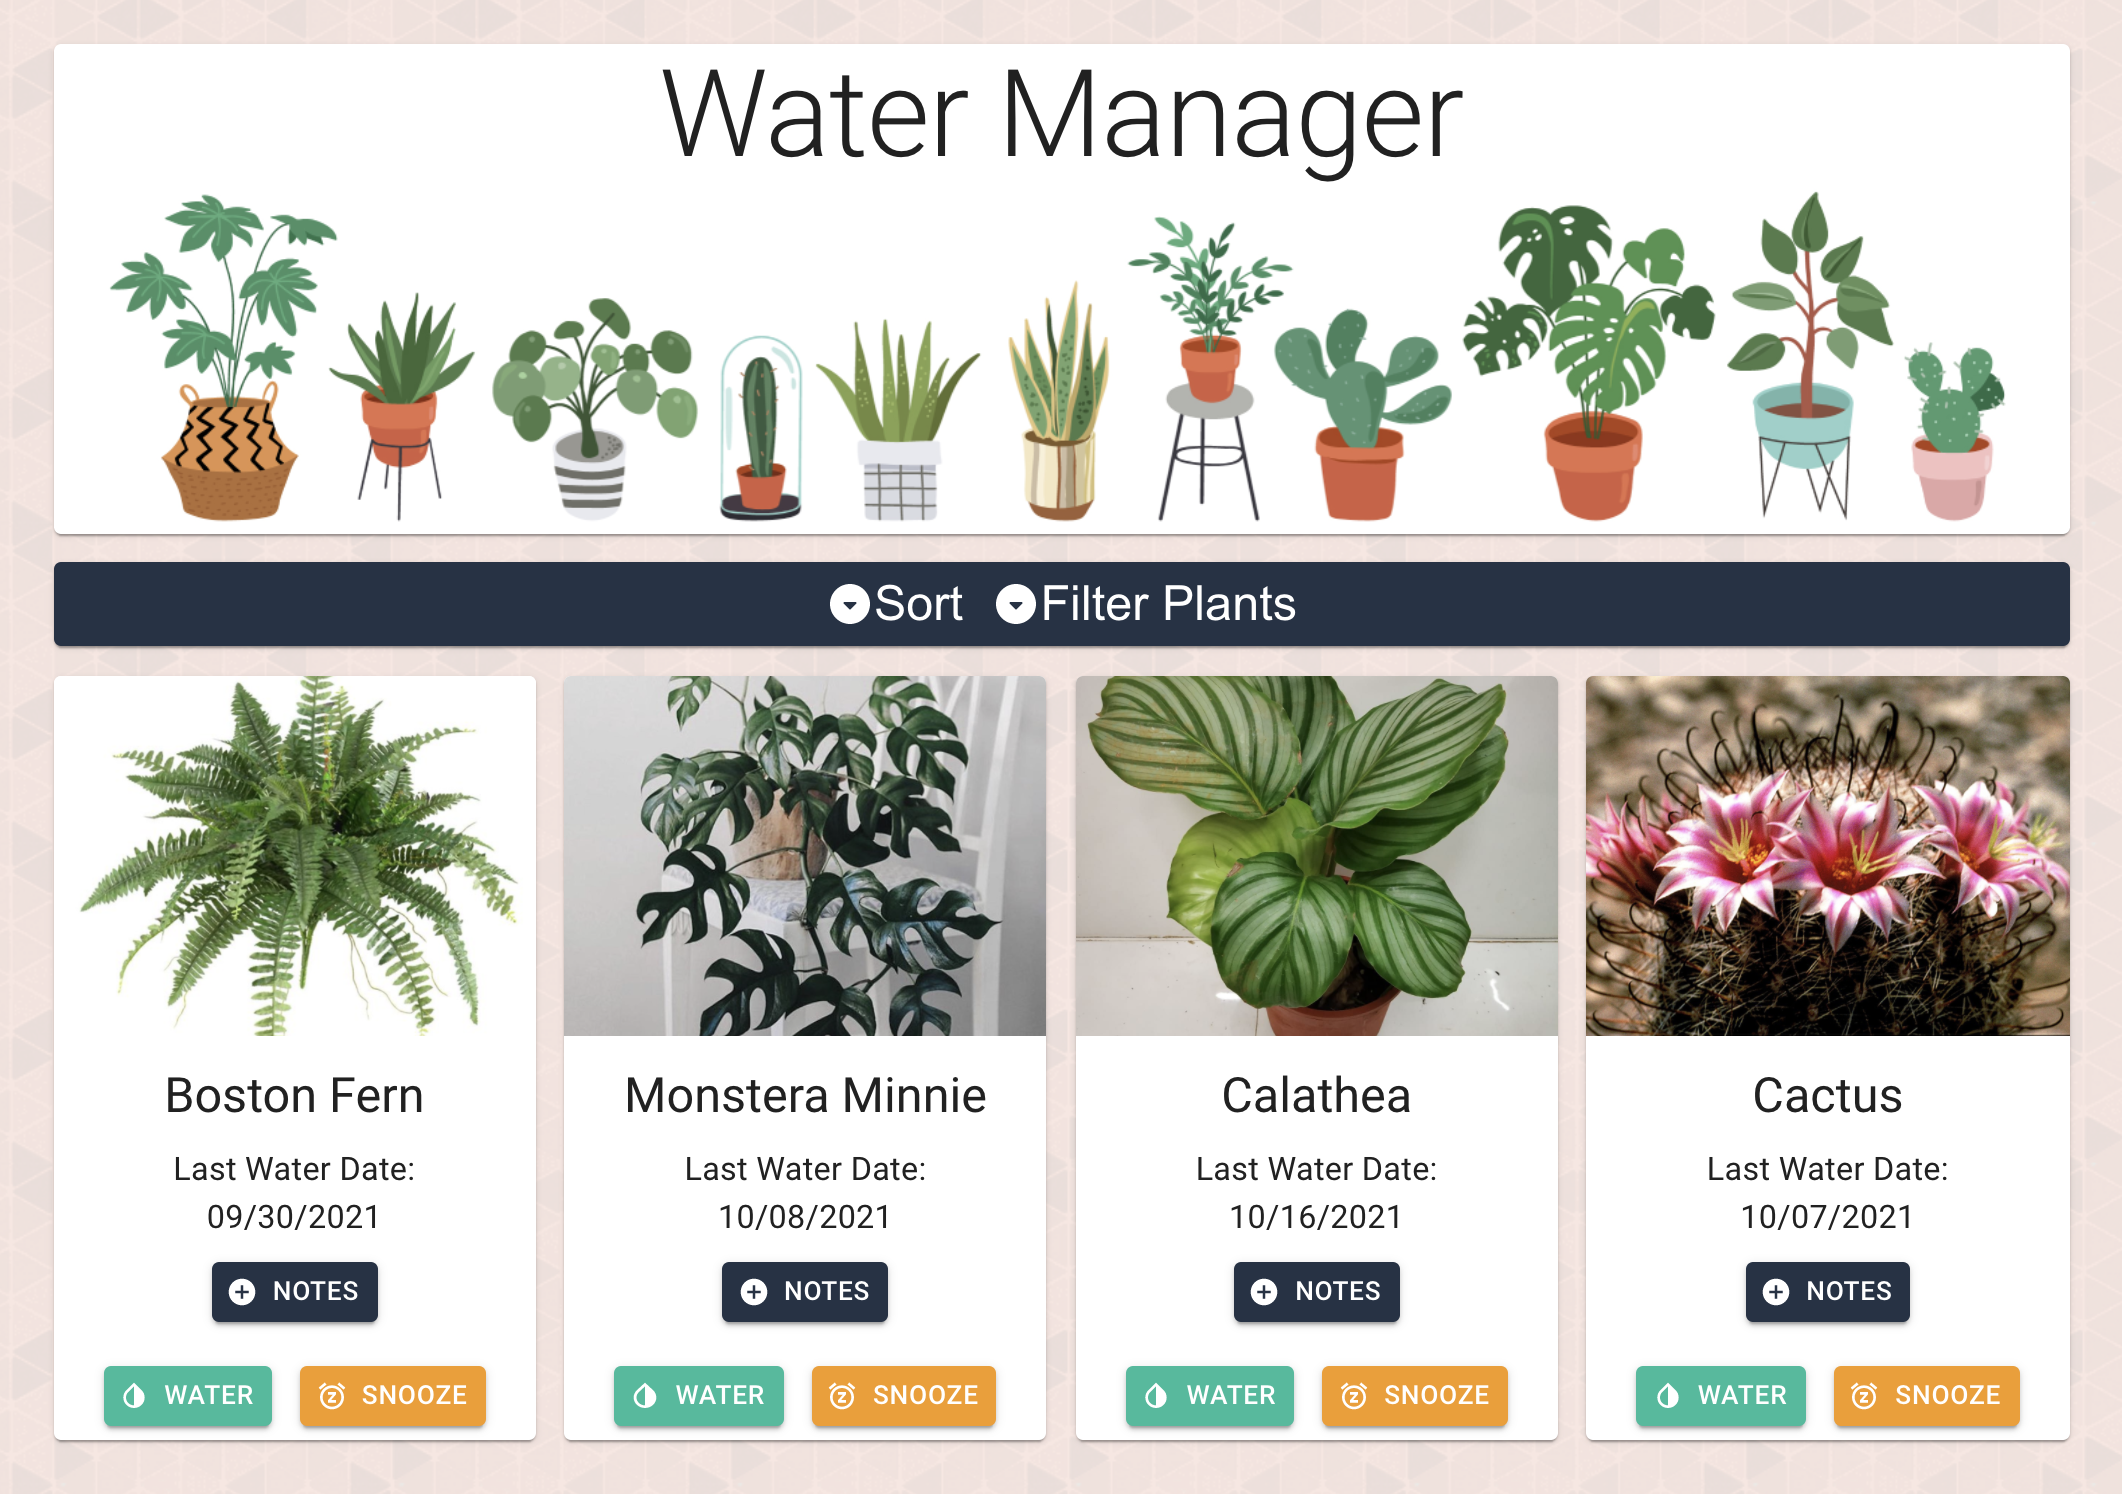 Water Manager
Sort Filter Plants
Boston Fern
Last Water Date:
09/30/2021
NOTES
WATER SNOOZE
Monstera Minnie
Last Water Date:
10/08/2021
NOTES
WATER SNOOZE
Calathea
Last Water Date:
10/16/2021
NOTES
WATER SNOOZE
Cactus
Last Water Date:
10/07/2021
NOTES
WATER SNOOZE